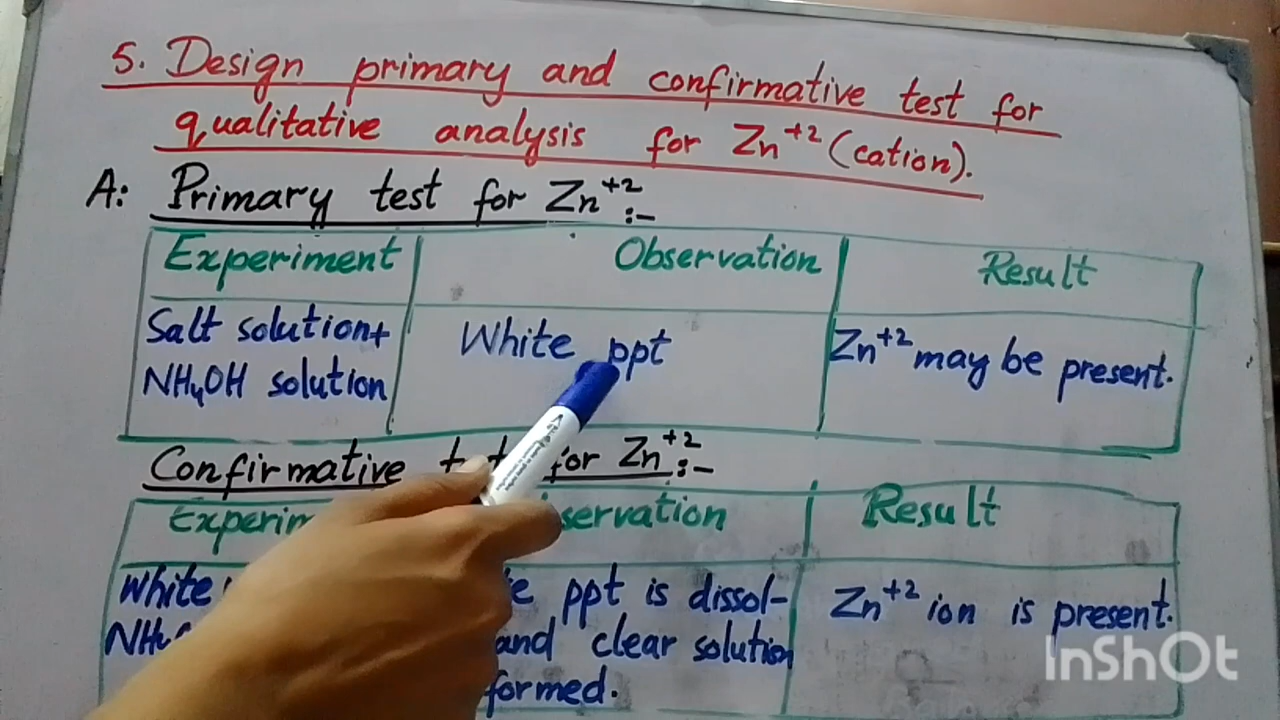 5. Design primary and confirmative test for
qualitative analysis for Zn+2 (cation).
A: Primary test for Zn+2:-
Experiment Observation Result
Salt solution+ White ppt Zn+2 may be present.
NH4OH solution
Confirmative for Zn+2:-
Result
White ppt is dissol- Zn+2 ion is present.
and clear solution
formed.
InShOt